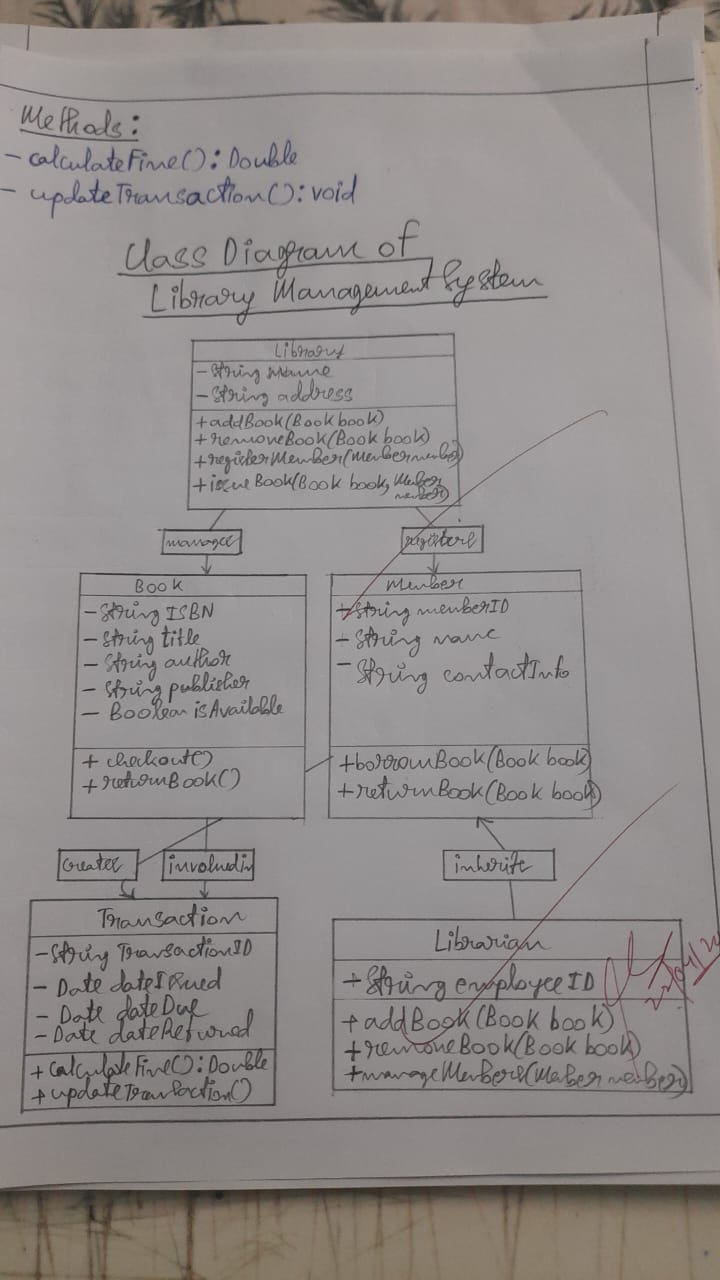 Methods:
- calculateFine(): Double
- updateTransaction(): void
Class Diagram of
Library Management System
Library
- String name
- String address
+ addBook(Book book)
+ removeBook(Book book)
+ registerMember(Member member)
+ issueBook(Book book, Member
member)
manages
registers
Book
- String ISBN
- String title
- String author
- String publisher
- Boolean isAvailable
+ checkout()
+ returnBook()
Member
+ String memberID
- String name
- String contactInfo
+ borrowBook(Book book)
+ returnBook(Book book)
creates
involvedin
inherits
Transaction
- String TransactionID
- Date dateIssued
- Date dateDue
- Date dateReturned
+ calculateFine(): Double
+ updateTransaction()
Librarian
+ String employeeID
+ addBook(Book book)
+ removeBook(Book book)
+ manageMembers(Member member)